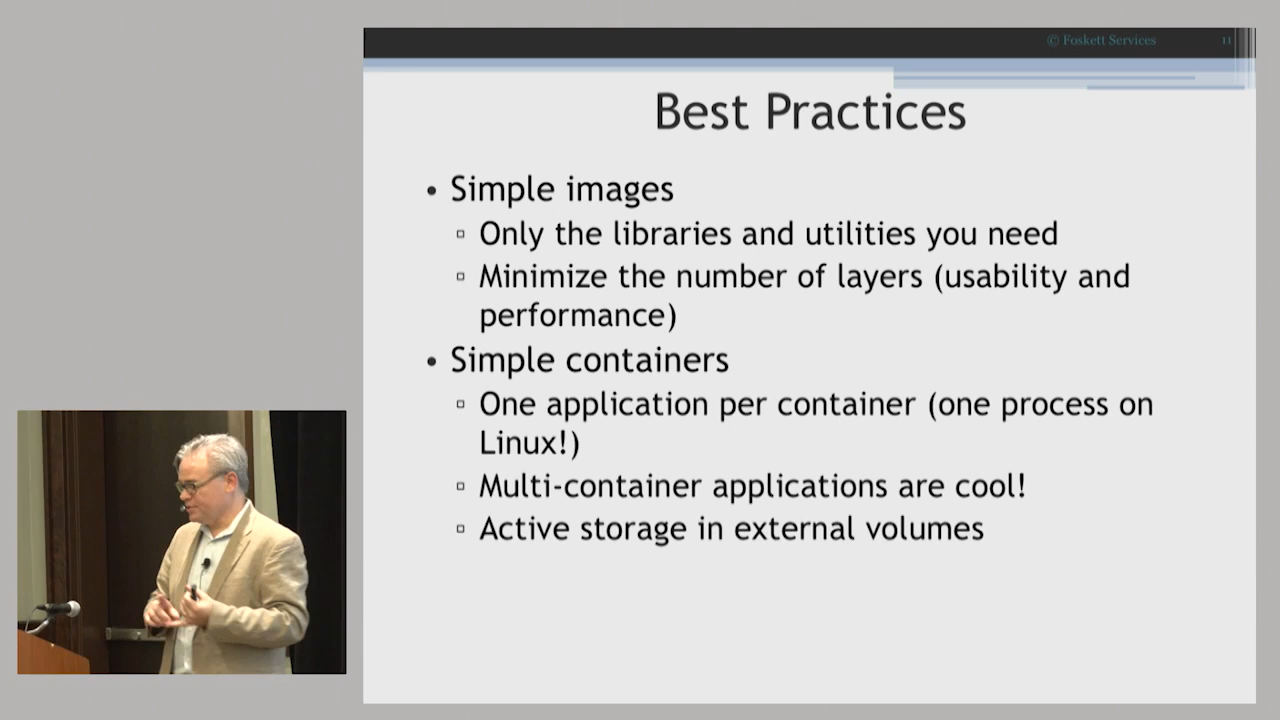 © Foskett Services 11
Best Practices
• Simple images
▫ Only the libraries and utilities you need
▫ Minimize the number of layers (usability and
performance)
• Simple containers
▫ One application per container (one process on
Linux!)
▫ Multi-container applications are cool!
▫ Active storage in external volumes